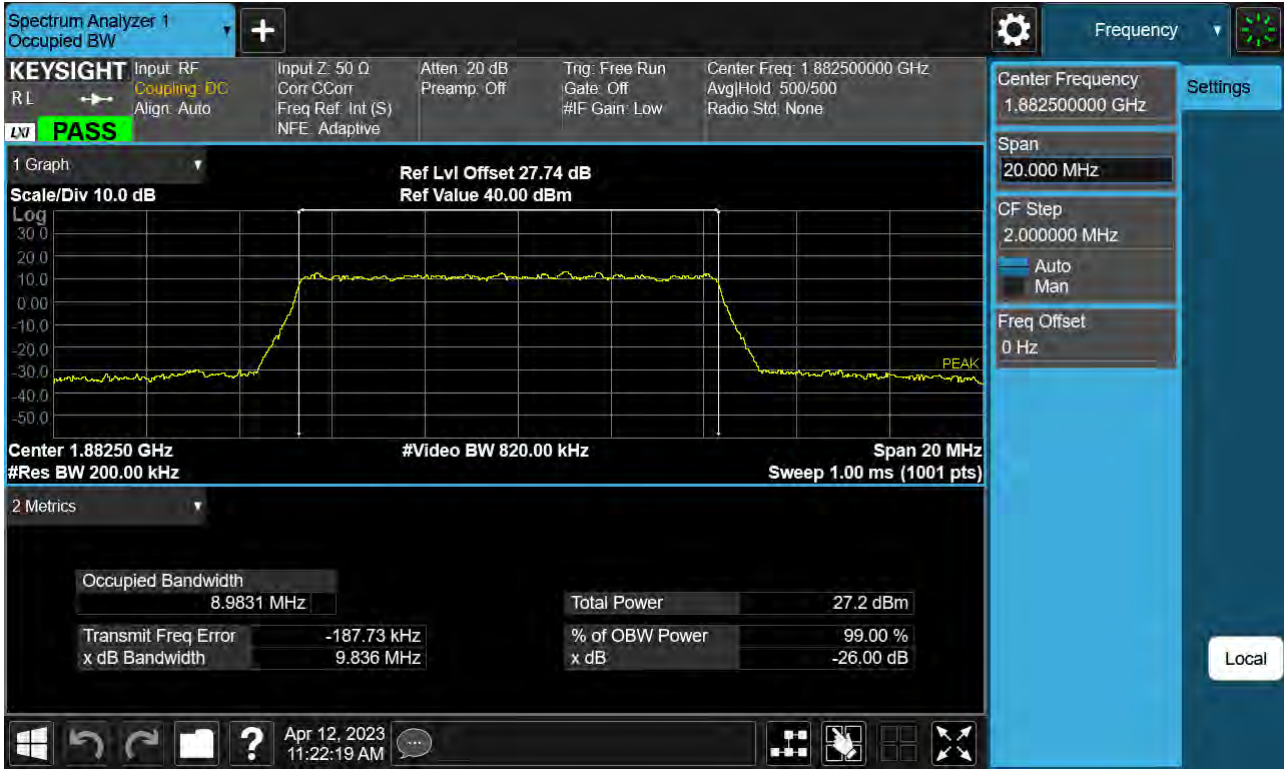 Spectrum Analyzer 1
Occupied BW
Frequency
KEYSIGHT
Input: RF
Coupling: DC
Align: Auto
Input Z: 50 Ω
Corr CCorr
Freq Ref: Int (S)
NFE: Adaptive
Atten: 20 dB
Preamp: Off
Trig: Free Run
Gate: Off
#IF Gain: Low
Center Freq: 1.882500000 GHz
Avg|Hold: 500/500
Radio Std: None
R L
LXI
PASS
1 Graph
Scale/Div 10.0 dB
Ref Lvl Offset 27.74 dB
Ref Value 40.00 dBm
Log
30.0
20.0
10.0
0.00
-10.0
-20.0
-30.0
-40.0
-50.0
PEAK
Center 1.88250 GHz
#Video BW 820.00 kHz
Span 20 MHz
#Res BW 200.00 kHz
Sweep 1.00 ms (1001 pts)
2 Metrics
Occupied Bandwidth
8.9831 MHz
Total Power 27.2 dBm
Transmit Freq Error -187.73 kHz
% of OBW Power 99.00 %
x dB Bandwidth 9.836 MHz
x dB -26.00 dB
Center Frequency
1.882500000 GHz
Settings
Span
20.000 MHz
CF Step
2.000000 MHz
Auto
Man
Freq Offset
0 Hz
Local
?
Apr 12, 2023
11:22:19 AM